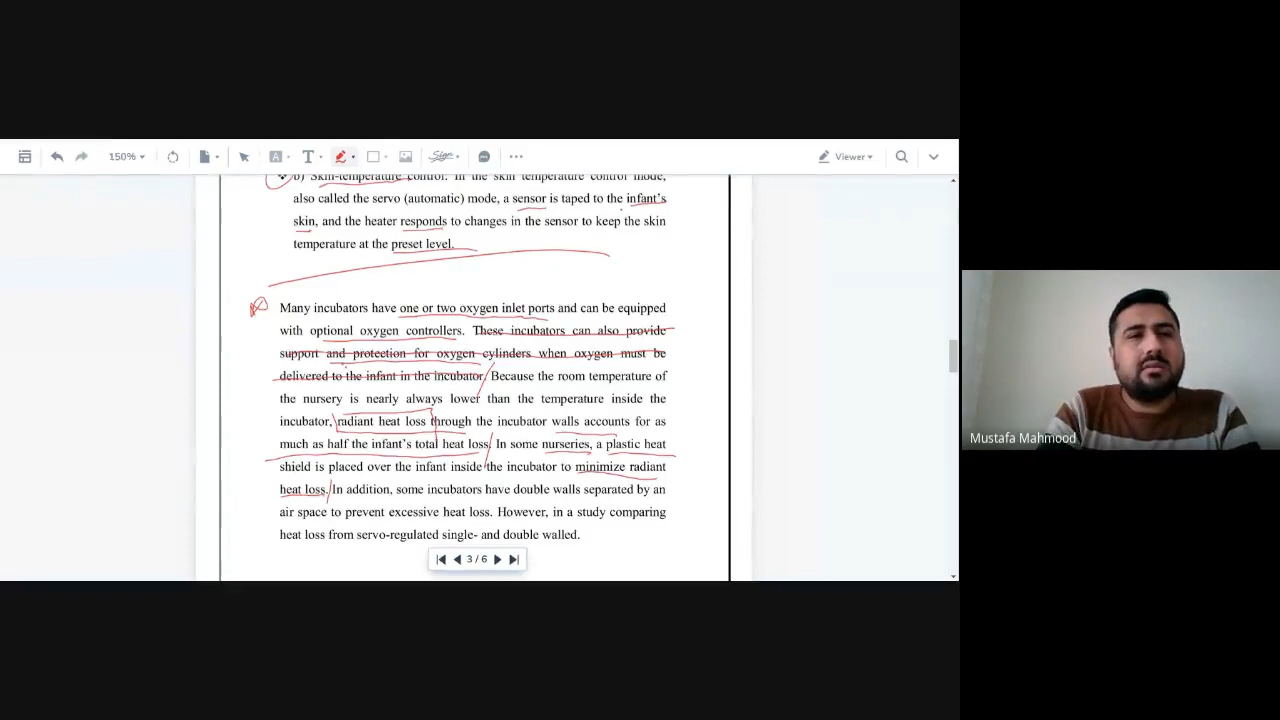 150%
Sign
Viewer
b) Skin-temperature control. In the skin temperature control mode,
also called the servo (automatic) mode, a sensor is taped to the infant's
skin, and the heater responds to changes in the sensor to keep the skin
temperature at the preset level.
Many incubators have one or two oxygen inlet ports and can be equipped
with optional oxygen controllers. These incubators can also provide
support and protection for oxygen cylinders when oxygen must be
delivered to the infant in the incubator. Because the room temperature of
the nursery is nearly always lower than the temperature inside the
incubator, radiant heat loss through the incubator walls accounts for as
much as half the infant's total heat loss. In some nurseries, a plastic heat
shield is placed over the infant inside the incubator to minimize radiant
heat loss. In addition, some incubators have double walls separated by an
air space to prevent excessive heat loss. However, in a study comparing
heat loss from servo-regulated single- and double walled.
3 / 6
Mustafa Mahmood